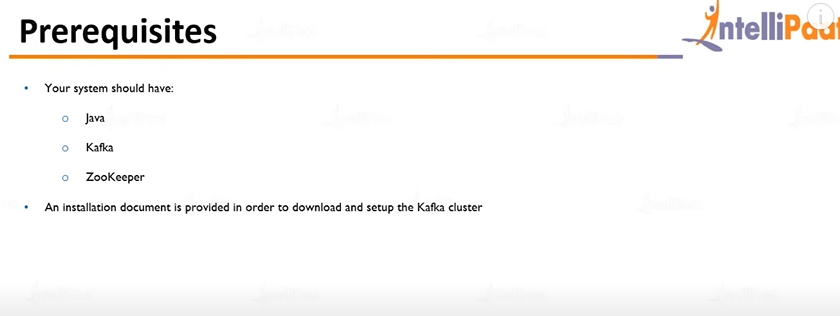 Prerequisites
IntelliPaat
Your system should have:
Java
Kafka
ZooKeeper
An installation document is provided in order to download and setup the Kafka cluster